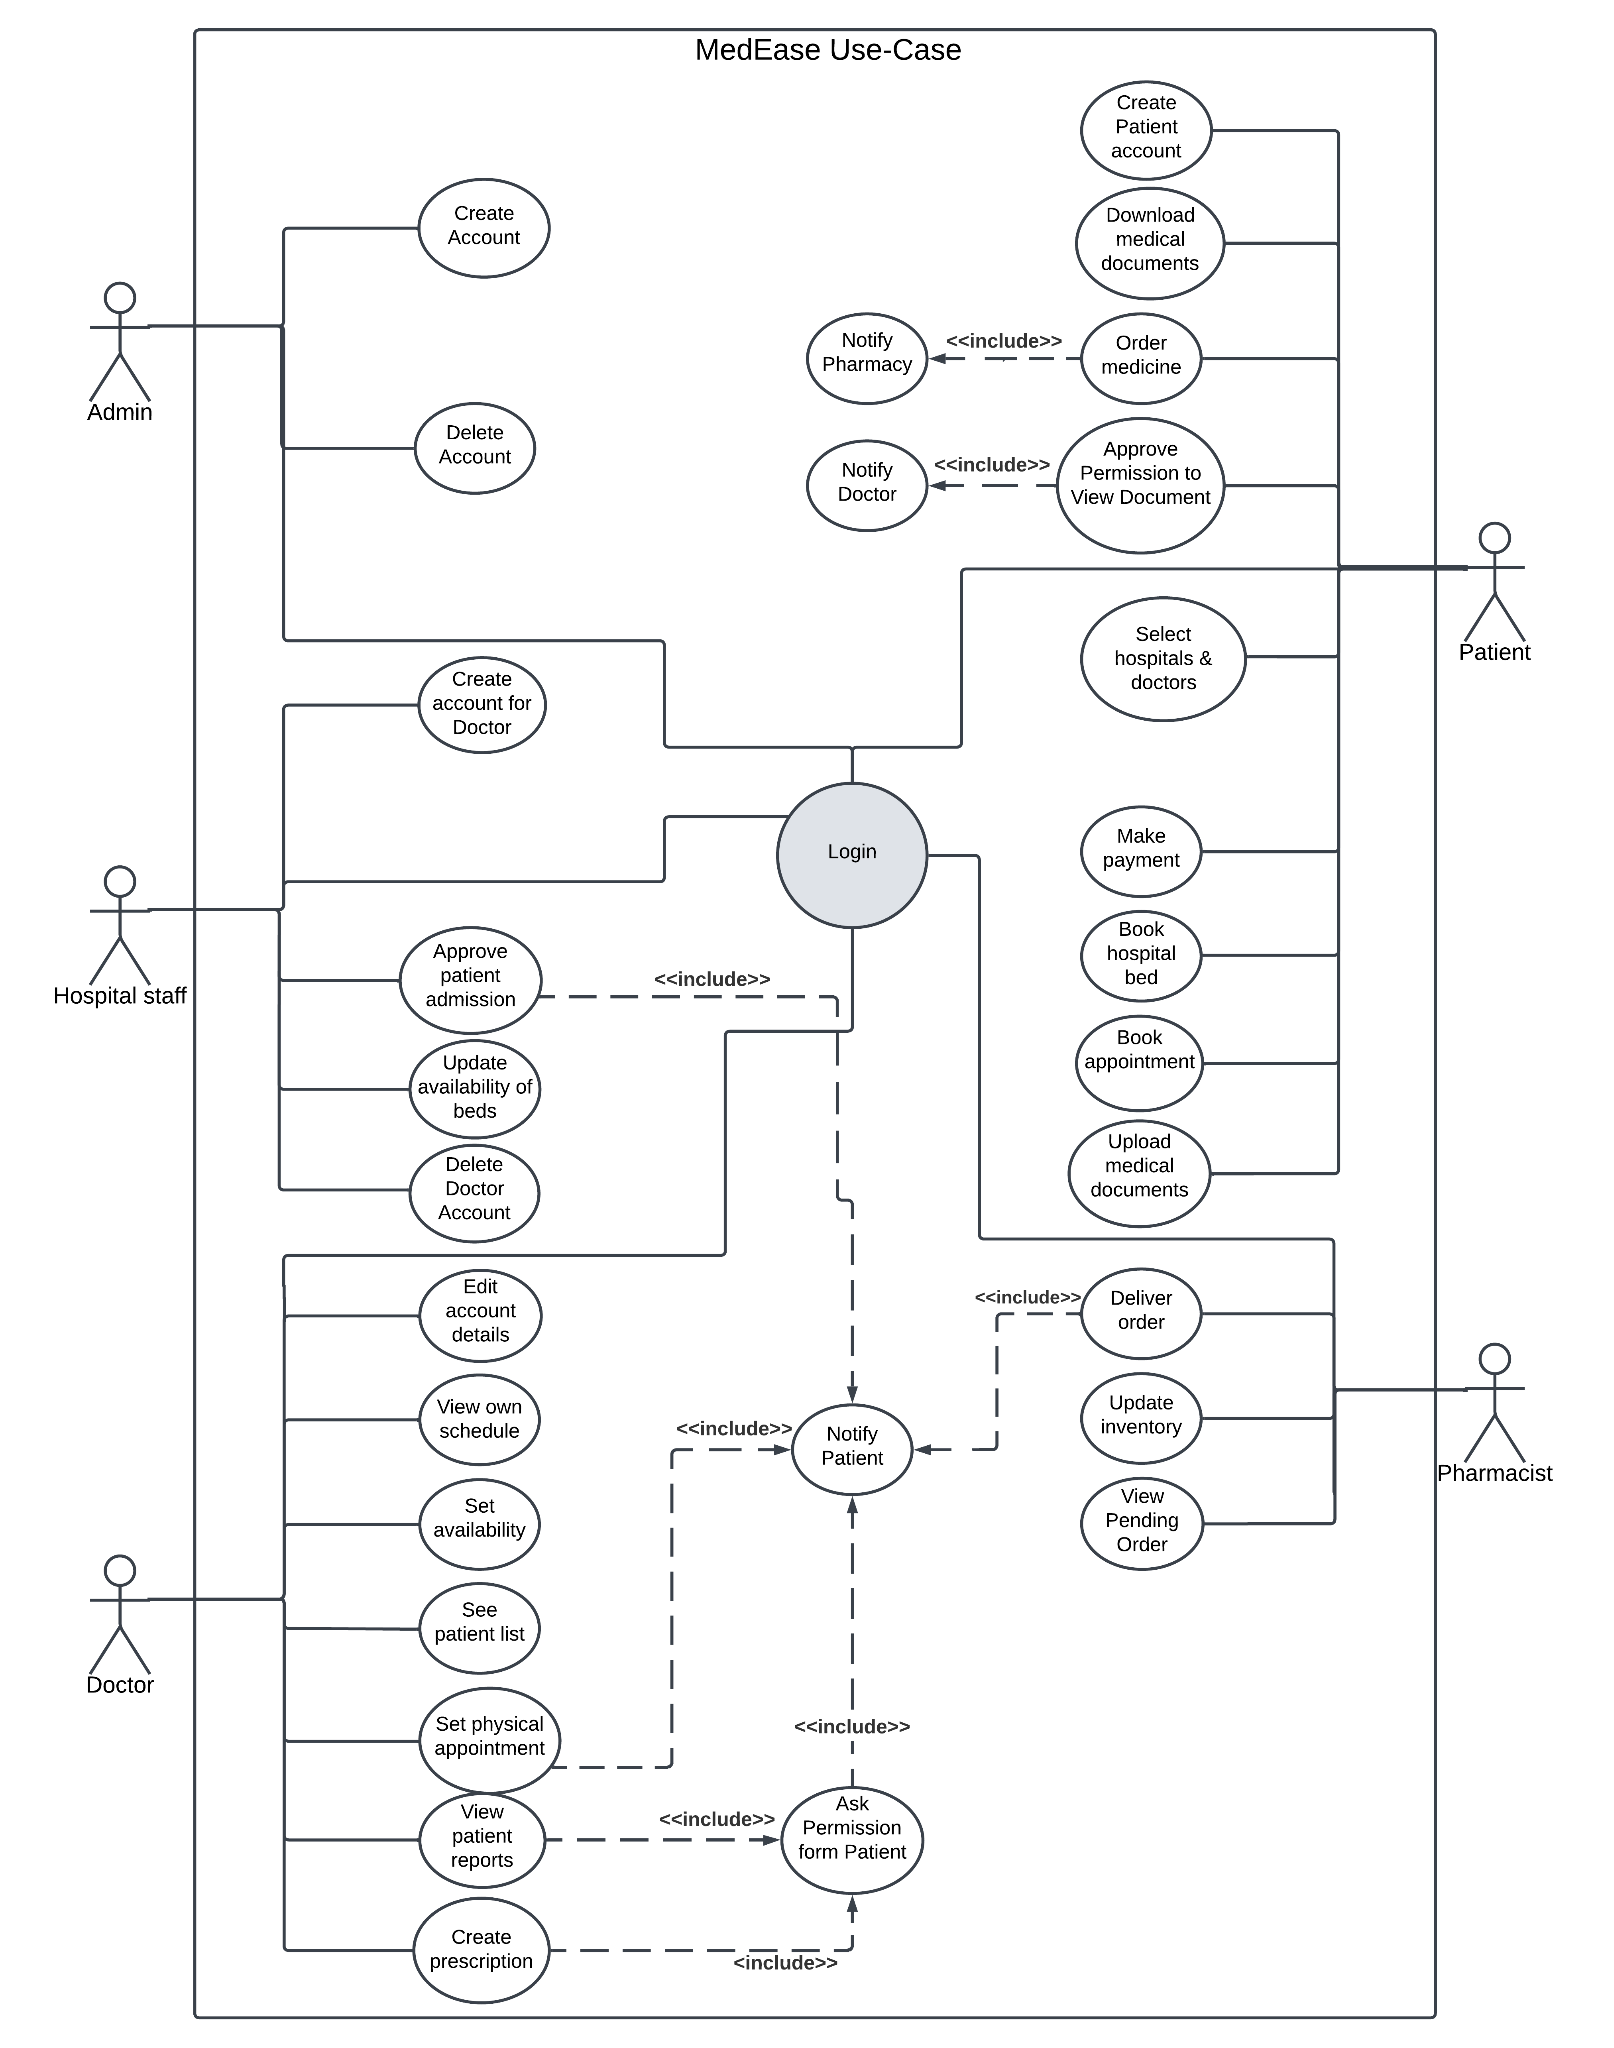 MedEase Use-Case
Create
Patient
account
Create
Account
Download
medical
documents
Notify
Pharmacy
<<include>>
Order
medicine
Admin
Delete
Account
Notify
Doctor
<<include>>
Approve
Permission to
View Document
Patient
Select
hospitals &
doctors
Create
account for
Doctor
Login
Make
payment
Book
hospital
bed
Hospital staff
Approve
patient
admission
<<include>>
Book
appointment
Update
availability of
beds
Upload
medical
documents
Delete
Doctor
Account
Edit
account
details
<<include>>
Deliver
order
View own
schedule
<<include>>
Notify
Patient
Update
inventory
Pharmacist
Set
availability
View
Pending
Order
See
patient list
Doctor
Set physical
appointment
<<include>>
View
patient
reports
<<include>>
Ask
Permission
form Patient
Create
prescription
<include>>